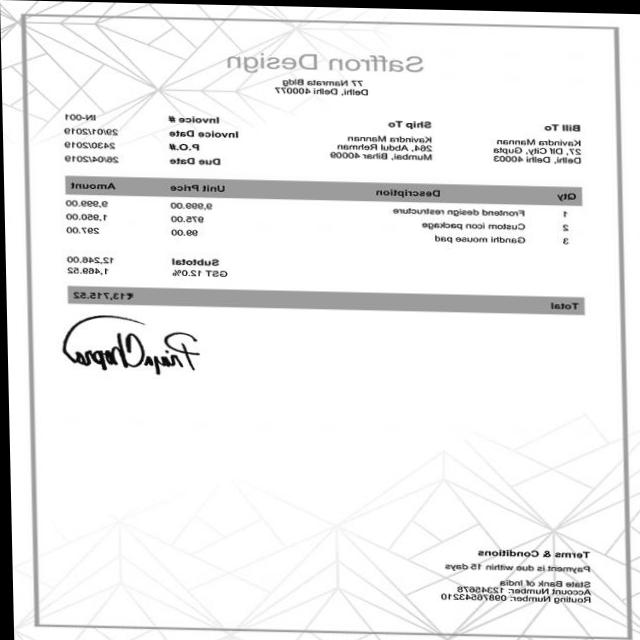 Saffron Design
77 Namrata Bldg
Delhi, Delhi 400077
Bill To
Kavindra Mannan
27, Dlf City, Gupta
Delhi, Delhi 40003
Ship To
Kavindra Mannan
264, Abdul Rehman
Mumbai, Bihar 40009
Invoice # IN-001
Invoice Date 29/01/2019
P.O.# 2430/2019
Due Date 26/04/2019
Qty Description Unit Price Amount
1 Frontend design restructure 9,999.00 9,999.00
2 Custom icon package 975.00 1,950.00
3 Gandhi mouse pad 99.00 297.00
Subtotal 12,246.00
GST 12.0% 1,469.52
Total ₹13,715.52
Priya Chopra
Terms & Conditions
Payment is due within 15 days
State Bank of India
Account Number: 12345678
Routing Number: 09876543210